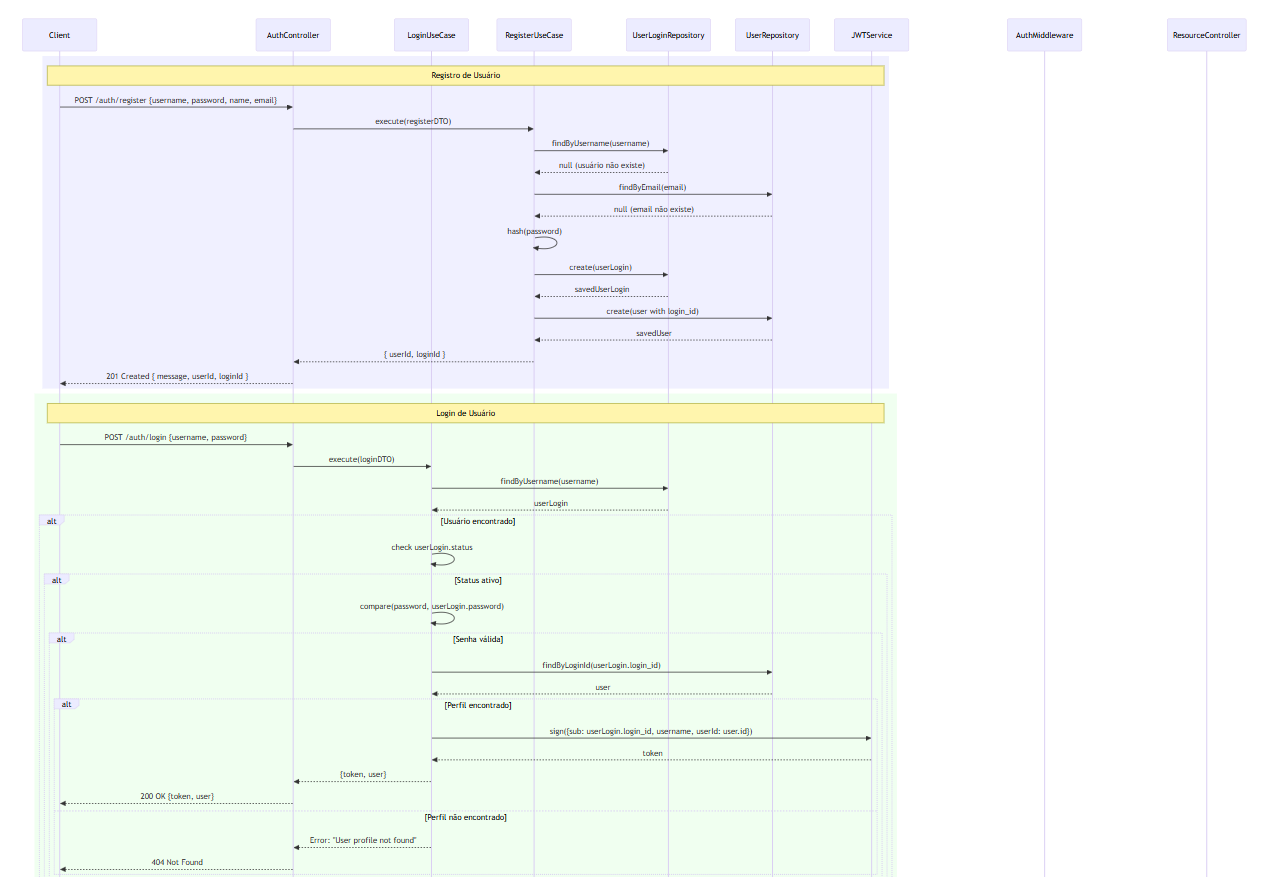 Client
AuthController
LoginUseCase
RegisterUseCase
UserLoginRepository
UserRepository
JWTService
AuthMiddleware
ResourceController
Registro de Usuário
POST /auth/register {username, password, name, email}
execute(registerDTO)
findByUsername(username)
null (usuário não existe)
findByEmail(email)
null (email não existe)
hash(password)
create(userLogin)
savedUserLogin
create(user with login_id)
savedUser
{ userId, loginId }
201 Created { message, userId, loginId }
Login de Usuário
POST /auth/login {username, password}
execute(loginDTO)
findByUsername(username)
userLogin
alt
[Usuário encontrado]
check userLogin.status
alt
[Status ativo]
compare(password, userLogin.password)
alt
[Senha válida]
findByLoginId(userLogin.login_id)
user
alt
[Perfil encontrado]
sign({sub: userLogin.login_id, username, userId: user.id})
token
{token, user}
200 OK {token, user}
[Perfil não encontrado]
Error: "User profile not found"
404 Not Found